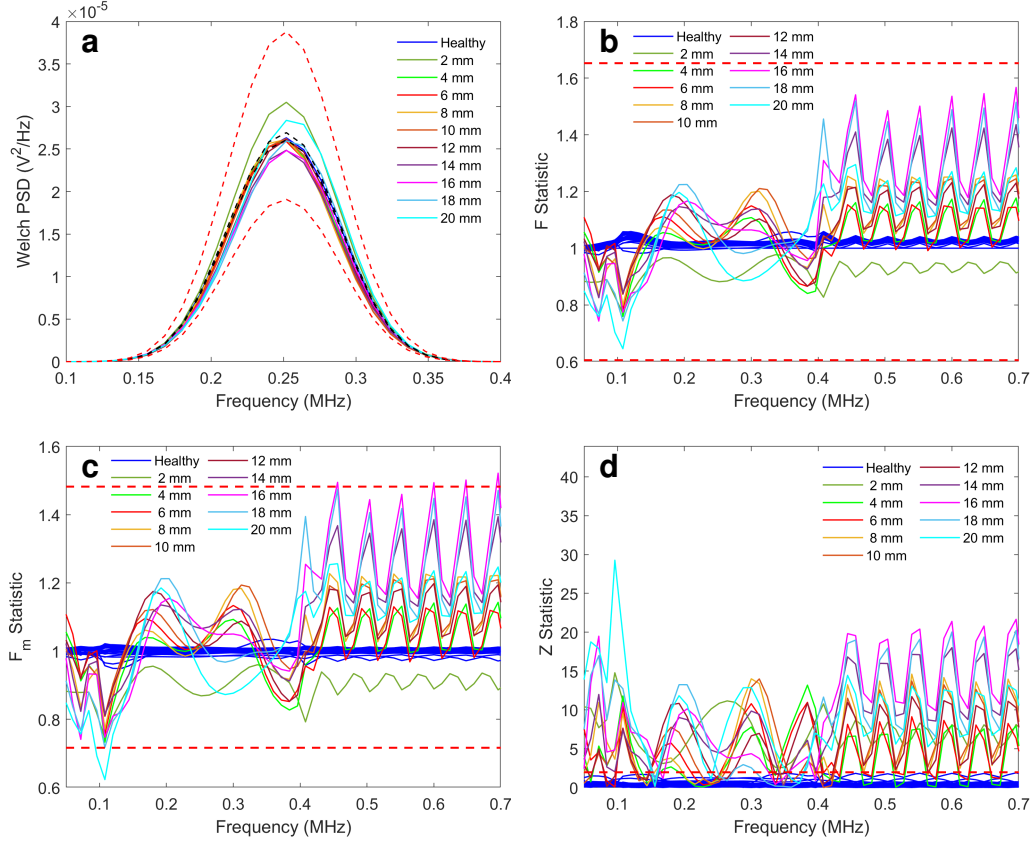 a
×10⁻⁵
Welch PSD (V²/Hz)
4
3.5
3
2.5
2
1.5
1
0.5
0
0.1
0.15
0.2
0.25
0.3
0.35
0.4
Frequency (MHz)
Healthy
2 mm
4 mm
6 mm
8 mm
10 mm
12 mm
14 mm
16 mm
18 mm
20 mm
b
F Statistic
1.8
1.6
1.4
1.2
1
0.8
0.6
0.1
0.2
0.3
0.4
0.5
0.6
0.7
Frequency (MHz)
Healthy
2 mm
4 mm
6 mm
8 mm
10 mm
12 mm
14 mm
16 mm
18 mm
20 mm
c
Fₘ Statistic
1.6
1.4
1.2
1
0.8
0.6
0.1
0.2
0.3
0.4
0.5
0.6
0.7
Frequency (MHz)
Healthy
2 mm
4 mm
6 mm
8 mm
10 mm
12 mm
14 mm
16 mm
18 mm
20 mm
d
Z Statistic
40
35
30
25
20
15
10
5
0
0.1
0.2
0.3
0.4
0.5
0.6
0.7
Frequency (MHz)
Healthy
2 mm
4 mm
6 mm
8 mm
10 mm
12 mm
14 mm
16 mm
18 mm
20 mm